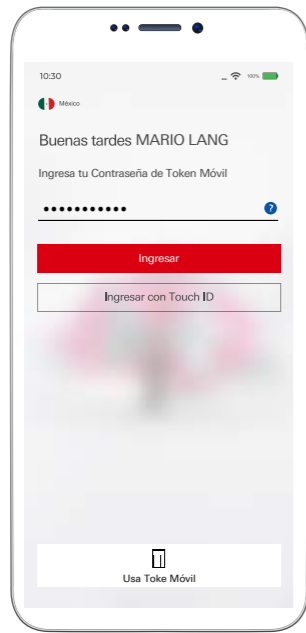 10:30 100%
México
Buenas tardes MARIO LANG
Ingresa tu Contraseña de Token Móvil
•••••••••••
?
Ingresar
Ingresar con Touch ID
Usa Toke Móvil